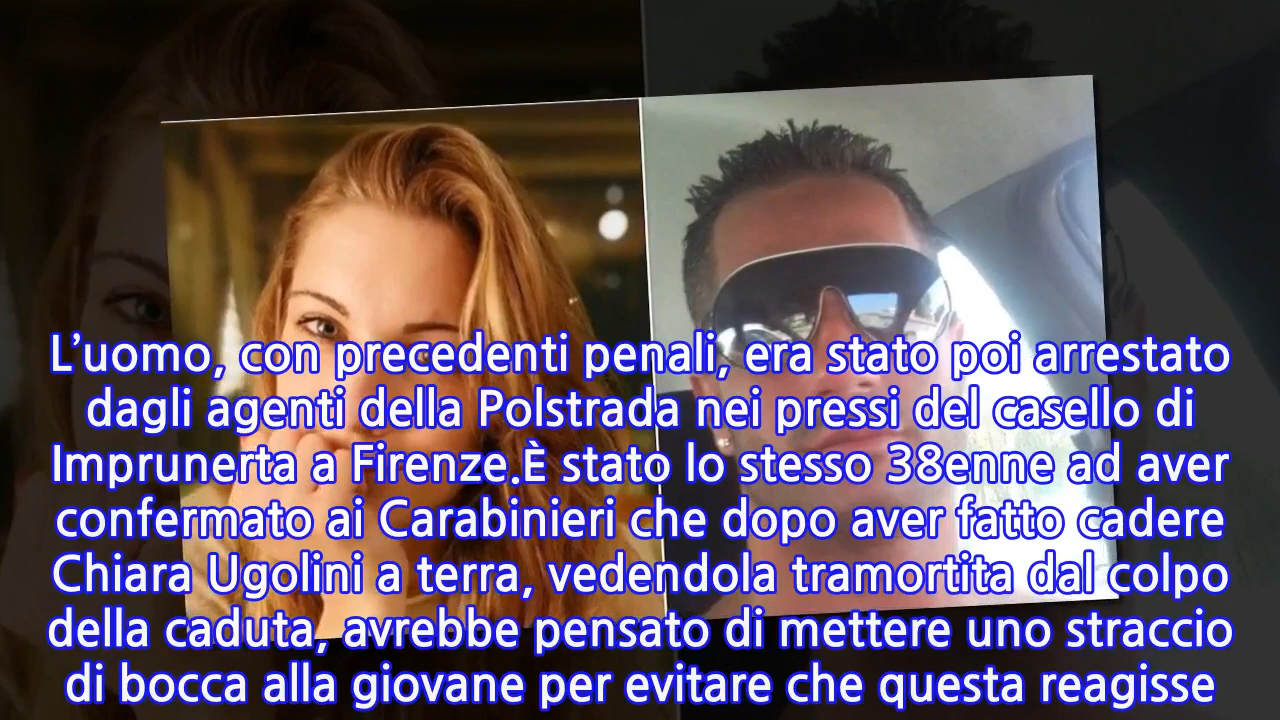 L’uomo, con precedenti penali, era stato poi arrestato
dagli agenti della Polstrada nei pressi del casello di
Imprunerta a Firenze.È stato lo stesso 38enne ad aver
confermato ai Carabinieri che dopo aver fatto cadere
Chiara Ugolini a terra, vedendola tramortita dal colpo
della caduta, avrebbe pensato di mettere uno straccio
di bocca alla giovane per evitare che questa reagisse